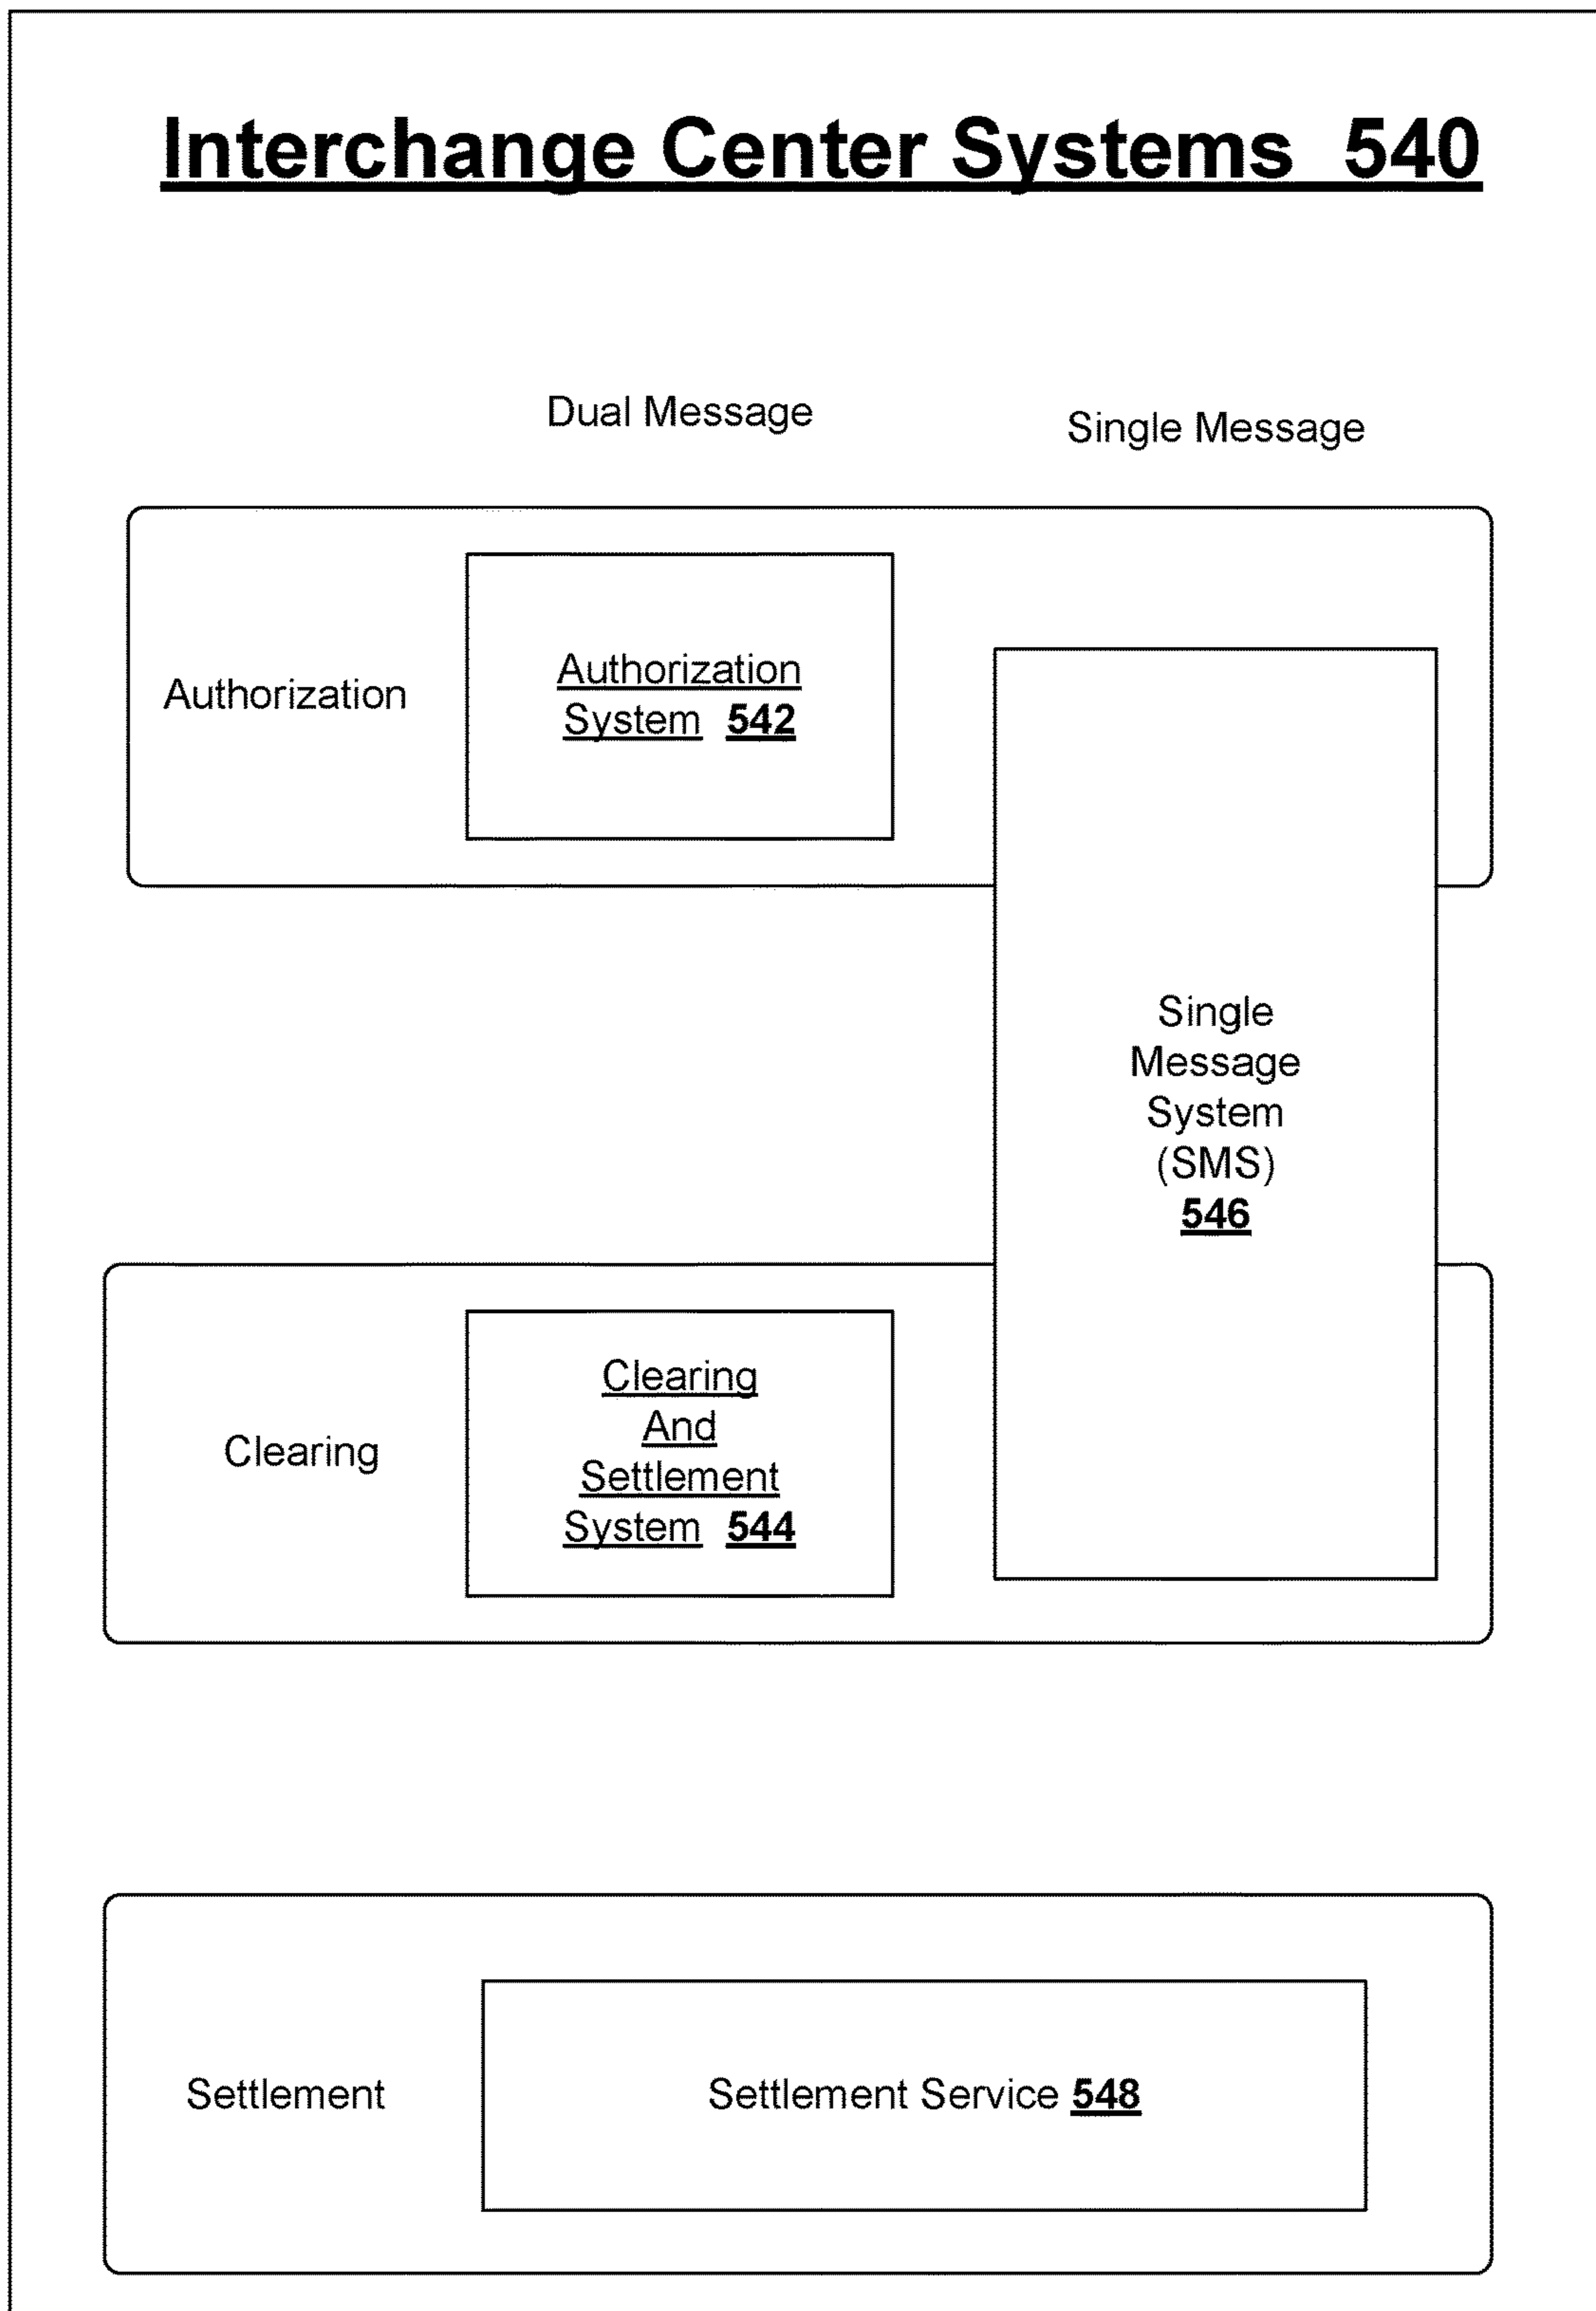 Interchange Center Systems 540
Dual Message
Single Message
Authorization
Authorization
System 542
Single
Message
System
(SMS)
546
Clearing
Clearing
And
Settlement
System 544
Settlement
Settlement Service 548